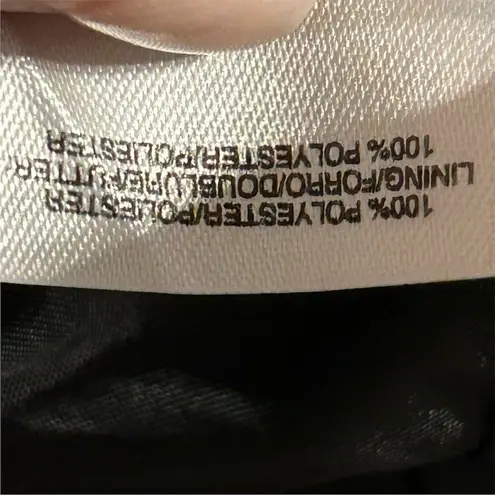 100% POLYESTER/POLIESTER
LINING/FORRO/DOUBLURE/FUTTER
100% POLYESTER/POLIESTER